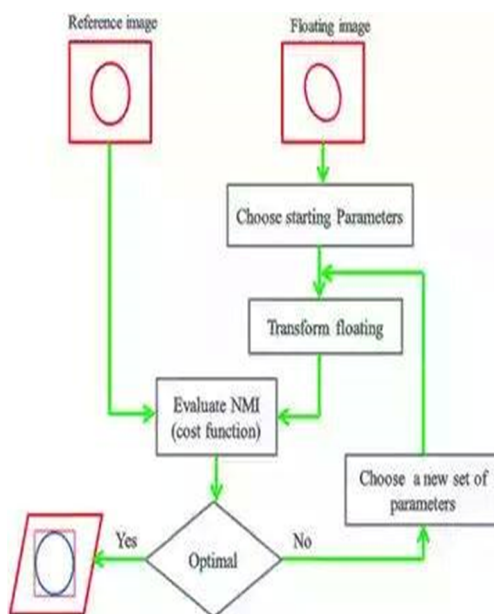 Reference image
Floating image
Choose starting Parameters
Transform floating
Evaluate NMI
(cost function)
Choose a new set of
parameters
Yes
Optimal
No